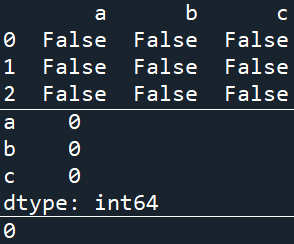 a b c
0 False False False
1 False False False
2 False False False
a 0
b 0
c 0
dtype: int64
0